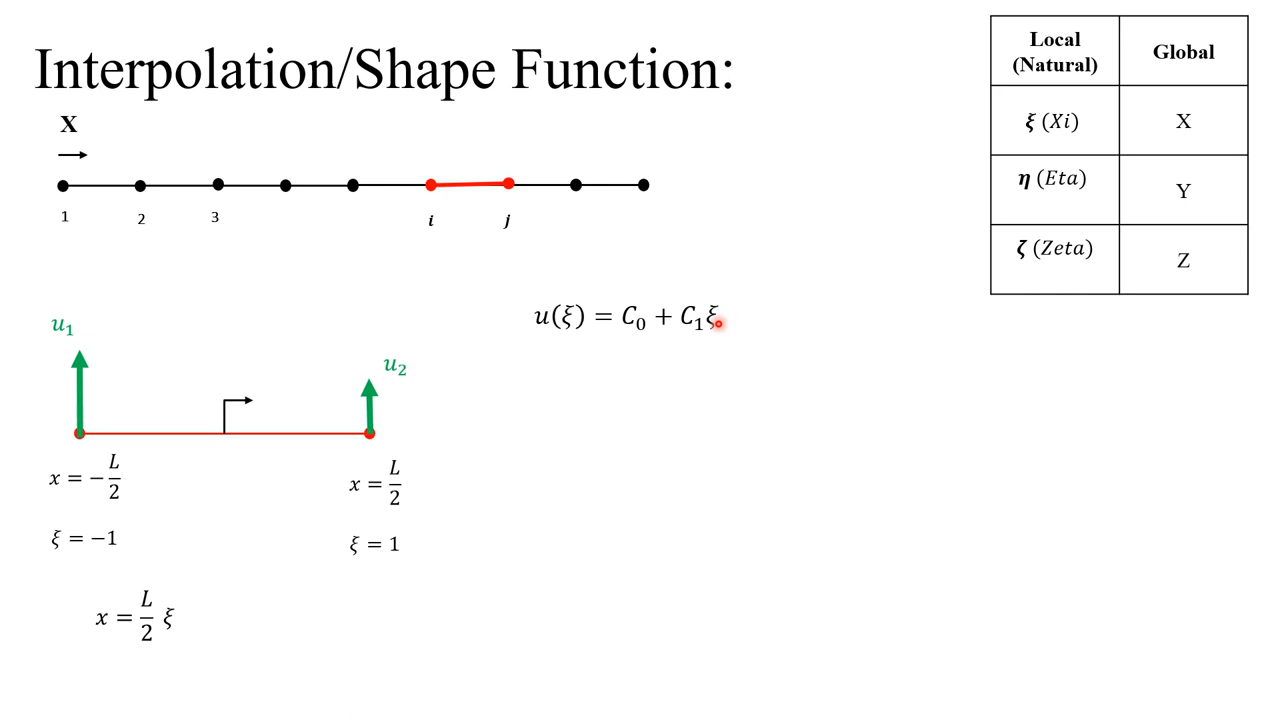 Interpolation/Shape Function:
X
1 2 3 i j
Local (Natural) Global
ξ (Xi) X
η (Eta) Y
ζ (Zeta) Z
u(ξ) = C₀ + C₁ξ
u₁
u₂
x = −L/2
x = L/2
ξ = −1
ξ = 1
x = L/2 ξ